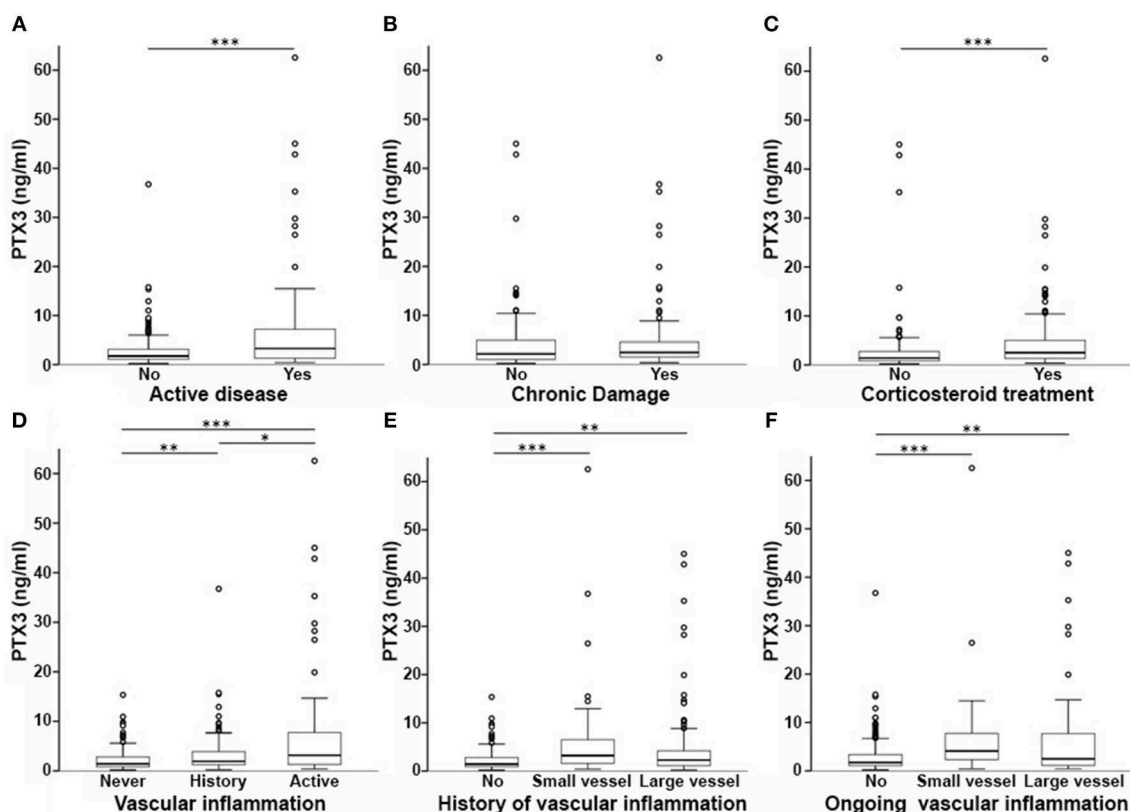 A
PTX3 (ng/ml)
60
50
40
30
20
10
0
***
No Yes
Active disease
B
PTX3 (ng/ml)
60
50
40
30
20
10
0
No Yes
Chronic Damage
C
PTX3 (ng/ml)
60
50
40
30
20
10
0
***
No Yes
Corticosteroid treatment
D
PTX3 (ng/ml)
60
50
40
30
20
10
0
***
** *
Never History Active
Vascular inflammation
E
PTX3 (ng/ml)
60
50
40
30
20
10
0
**
***
No Small vessel Large vessel
History of vascular inflammation
F
PTX3 (ng/ml)
60
50
40
30
20
10
0
**
***
No Small vessel Large vessel
Ongoing vascular inflammation